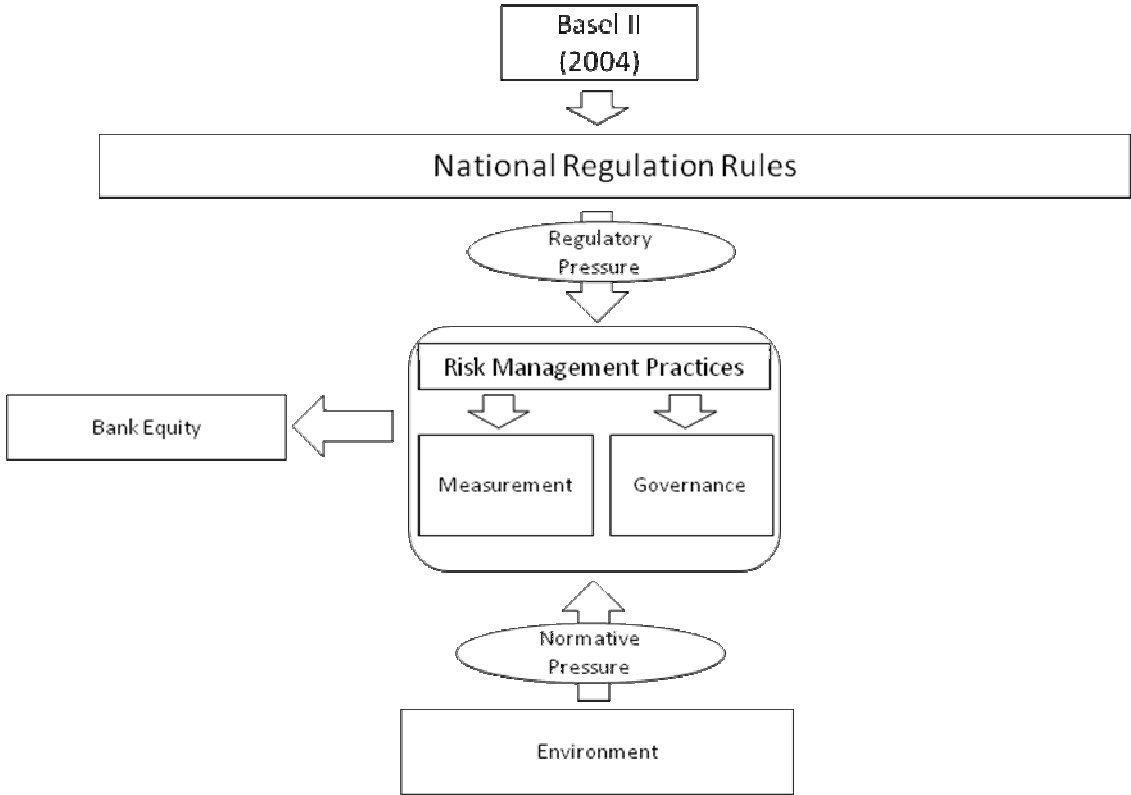 Basel II
(2004)
National Regulation Rules
Regulatory
Pressure
Risk Management Practices
Bank Equity
Measurement
Governance
Normative
Pressure
Environment